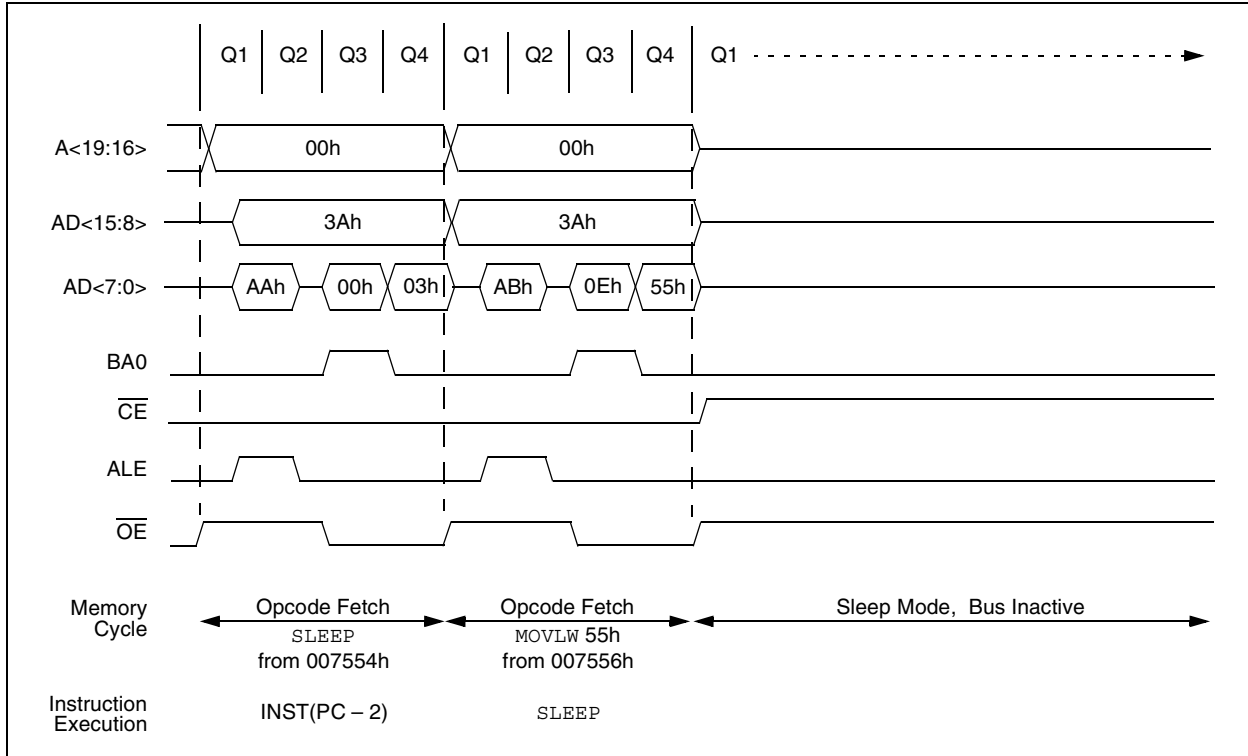 Q1 Q2 Q3 Q4 Q1 Q2 Q3 Q4 Q1
A<19:16> 00h 00h
AD<15:8> 3Ah 3Ah
AD<7:0> AAh 00h 03h ABh 0Eh 55h
BA0
CE
ALE
OE
Memory Cycle
Opcode Fetch
SLEEP
from 007554h
Opcode Fetch
MOVLW 55h
from 007556h
Sleep Mode, Bus Inactive
Instruction
Execution
INST(PC – 2) SLEEP